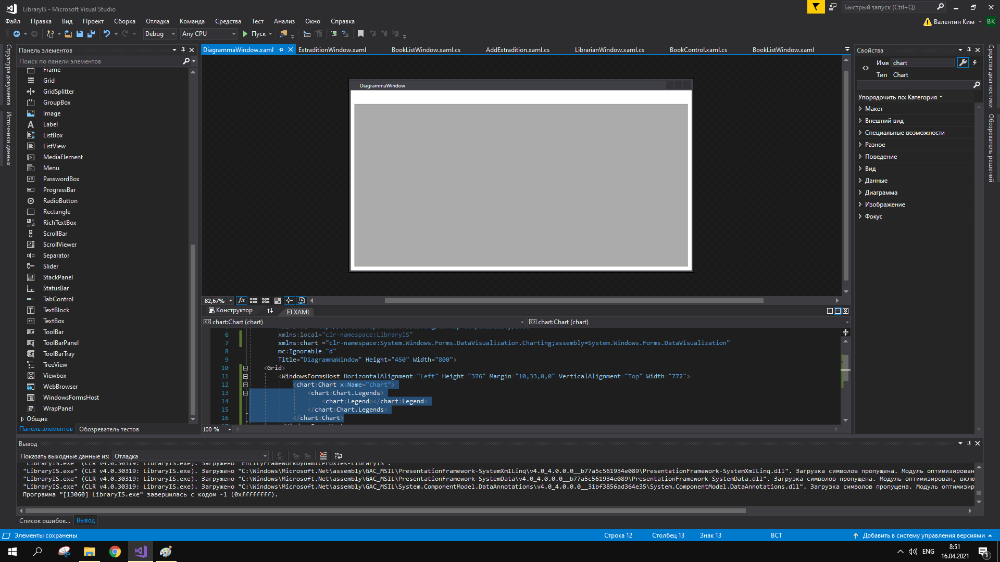 LibraryIS - Microsoft Visual Studio
Быстрый запуск (Ctrl+Q)
Файл Правка Вид Проект Сборка Отладка Команда Средства Тест Анализ Окно Справка
Валентин Ким ВК
Debug Any CPU Пуск
Структура документа
Источники данных
Панель элементов
Поиск по панели элементов
Frame
Grid
GridSplitter
GroupBox
Image
Label
ListBox
ListView
MediaElement
Menu
PasswordBox
ProgressBar
RadioButton
Rectangle
RichTextBox
ScrollBar
ScrollViewer
Separator
Slider
StackPanel
StatusBar
TabControl
TextBlock
TextBox
ToolBar
ToolBarPanel
ToolBarTray
TreeView
Viewbox
WebBrowser
WindowsFormsHost
WrapPanel
Общие
Панель элементов Обозреватель тестов
DiagrammaWindow.xaml ExtraditionWindow.xaml BookListWindow.xaml.cs AddExtradition.xaml.cs LibrarianWindow.xaml.cs BookControl.xaml.cs BookListWindow.xaml
DiagrammaWindow
82,67%
Конструктор XAML
chart:Chart (chart) chart:Chart (chart)
6 xmlns:local="clr-namespace:LibraryIS"
7 xmlns:chart ="clr-namespace:System.Windows.Forms.DataVisualization.Charting;assembly=System.Windows.Forms.DataVisualization"
8 mc:Ignorable="d"
9 Title="DiagrammaWindow" Height="450" Width="800">
10 <Grid>
11 <WindowsFormsHost HorizontalAlignment="Left" Height="376" Margin="10,33,0,0" VerticalAlignment="Top" Width="772">
12 <chart:Chart x:Name="chart">
13 <chart:Chart.Legends>
14 <chart:Legend></chart:Legend>
15 </chart:Chart.Legends>
16 </chart:Chart>
100 %
Свойства
Имя chart
Тип Chart
Упорядочить по: Категория
Макет
Внешний вид
Специальные возможности
Разное
Поведение
Вид
Данные
Диаграмма
Изображение
Фокус
Средства диагностики
Обозреватель решений
Вывод
Показать выходные данные из: Отладка
"LibraryIS.exe" (CLR v4.0.30319: LibraryIS.exe). Загружено "EntityFrameworkDynamicProxies-LibraryIS".
"LibraryIS.exe" (CLR v4.0.30319: LibraryIS.exe). Загружено "C:\Windows\Microsoft.Net\assembly\GAC_MSIL\PresentationFramework-SystemXmlLinq\v4.0_4.0.0.0__b77a5c561934e089\PresentationFramework-SystemXmlLinq.dll". Загрузка символов пропущена. Модуль оптимизирован
"LibraryIS.exe" (CLR v4.0.30319: LibraryIS.exe). Загружено "C:\Windows\Microsoft.Net\assembly\GAC_MSIL\PresentationFramework-SystemData\v4.0_4.0.0.0__b77a5c561934e089\PresentationFramework-SystemData.dll". Загрузка символов пропущена. Модуль оптимизирован, вклю
"LibraryIS.exe" (CLR v4.0.30319: LibraryIS.exe). Загружено "C:\Windows\Microsoft.Net\assembly\GAC_MSIL\System.ComponentModel.DataAnnotations\v4.0_4.0.0.0__31bf3856ad364e35\System.ComponentModel.DataAnnotations.dll". Загрузка символов пропущена. Модуль оптимизир
Программа "[13060] LibraryIS.exe" завершилась с кодом -1 (0xffffffff).
Список ошибок... Вывод
Элементы сохранены Строка 12 Столбец 13 Знак 13 ВСТ Добавить в систему управления версиями
ENG 8:51
16.04.2021
1